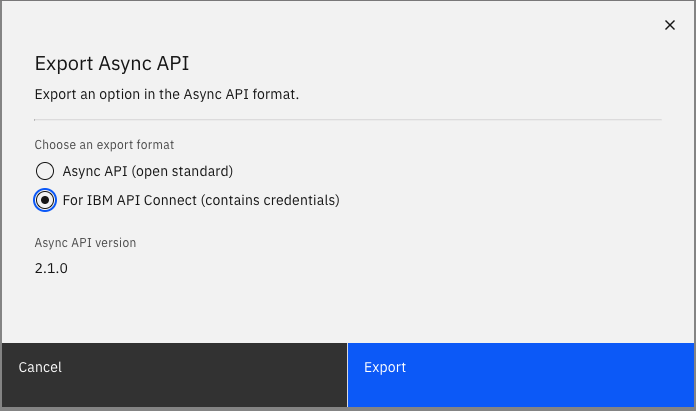 Export Async API
Export an option in the Async API format.
Choose an export format
Async API (open standard)
For IBM API Connect (contains credentials)
Async API version
2.1.0
Cancel
Export